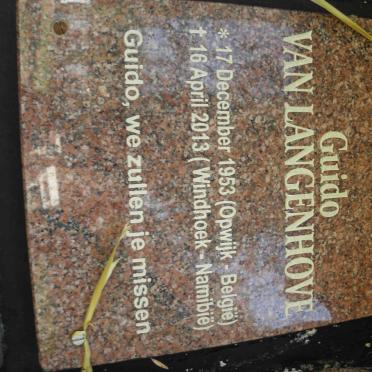 Guido
VAN LANGENHOVE
* 17 December 1953 (Opwijk - België)
† 16 April 2013 (Windhoek - Namibië)
Guido, we zullen je missen